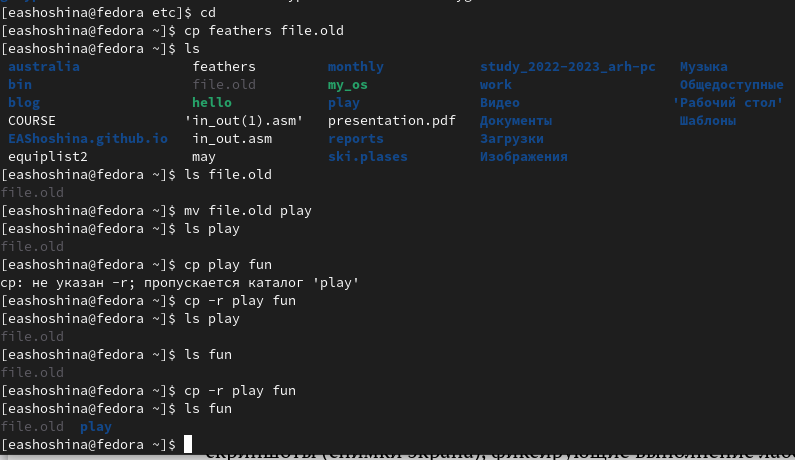 [eashoshina@fedora etc]$ cd
[eashoshina@fedora ~]$ cp feathers file.old
[eashoshina@fedora ~]$ ls
australia feathers monthly study_2022-2023_arh-pc Музыка
bin file.old my_os work Общедоступные
blog hello play Видео 'Рабочий стол'
COURSE 'in_out(1).asm' presentation.pdf Документы Шаблоны
EAShoshina.github.io in_out.asm reports Загрузки
equiplist2 may ski.plases Изображения
[eashoshina@fedora ~]$ ls file.old
file.old
[eashoshina@fedora ~]$ mv file.old play
[eashoshina@fedora ~]$ ls play
file.old
[eashoshina@fedora ~]$ cp play fun
cp: не указан -r; пропускается каталог 'play'
[eashoshina@fedora ~]$ cp -r play fun
[eashoshina@fedora ~]$ ls play
file.old
[eashoshina@fedora ~]$ ls fun
file.old
[eashoshina@fedora ~]$ cp -r play fun
[eashoshina@fedora ~]$ ls fun
file.old play
[eashoshina@fedora ~]$